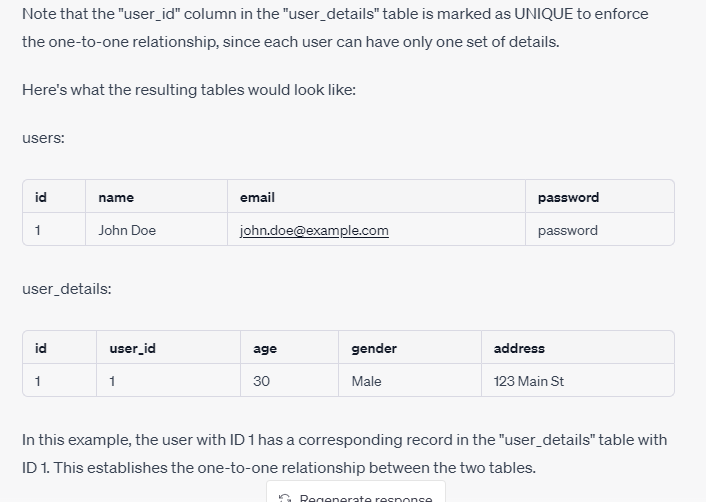 Note that the "user_id" column in the "user_details" table is marked as UNIQUE to enforce
the one-to-one relationship, since each user can have only one set of details.
Here's what the resulting tables would look like:
users:
id name email password
1 John Doe john.doe@example.com password
user_details:
id user_id age gender address
1 1 30 Male 123 Main St
In this example, the user with ID 1 has a corresponding record in the "user_details" table with
ID 1. This establishes the one-to-one relationship between the two tables.
Regenerate response